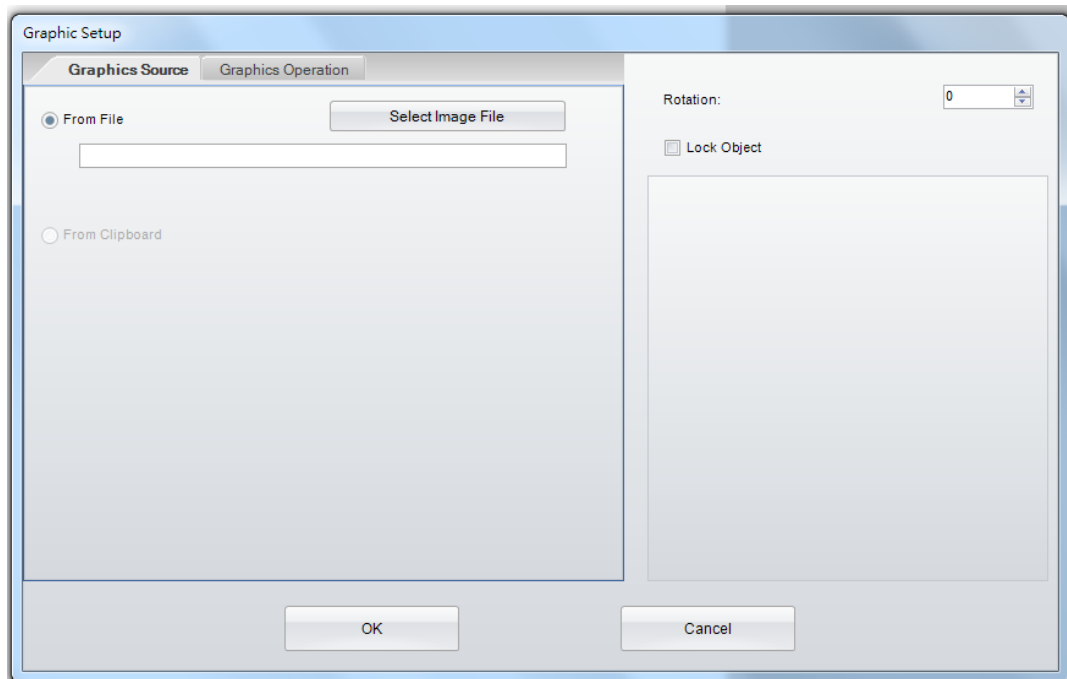 Graphic Setup
Graphics Source
Graphics Operation
From File
Select Image File
From Clipboard
Rotation:
0
Lock Object
OK
Cancel